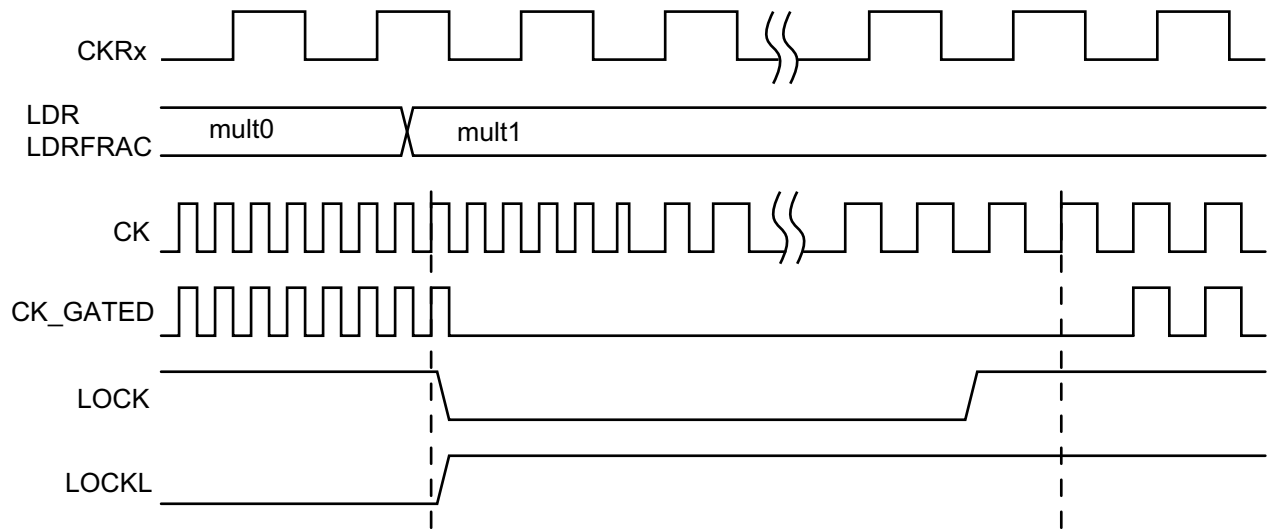 CKRx
LDR
LDRFRAC
mult0
mult1
CK
CK_GATED
LOCK
LOCKL